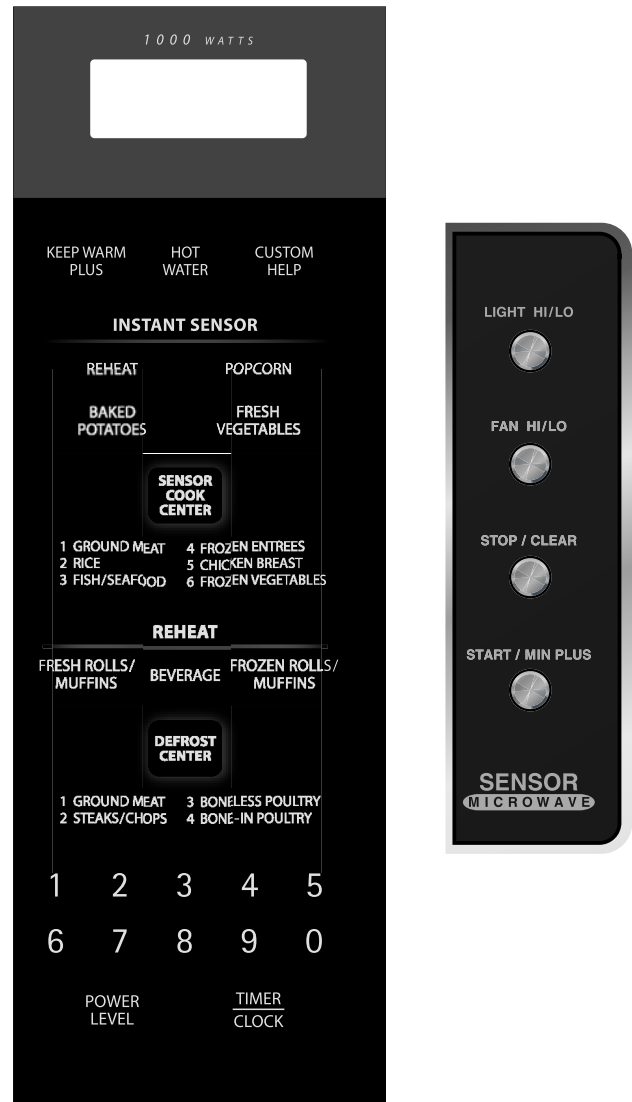 1000 WATTS
KEEP WARM PLUS
HOT WATER
CUSTOM HELP
INSTANT SENSOR
REHEAT
POPCORN
BAKED POTATOES
FRESH VEGETABLES
SENSOR
COOK
CENTER
1 GROUND MEAT
2 RICE
3 FISH/SEAFOOD
4 FROZEN ENTREES
5 CHICKEN BREAST
6 FROZEN VEGETABLES
REHEAT
FRESH ROLLS/
MUFFINS
BEVERAGE
FROZEN ROLLS/
MUFFINS
DEFROST
CENTER
1 GROUND MEAT
2 STEAKS/CHOPS
3 BONELESS POULTRY
4 BONE-IN POULTRY
1 2 3 4 5
6 7 8 9 0
POWER
LEVEL
TIMER
CLOCK
LIGHT HI/LO
FAN HI/LO
STOP / CLEAR
START / MIN PLUS
SENSOR
MICROWAVE